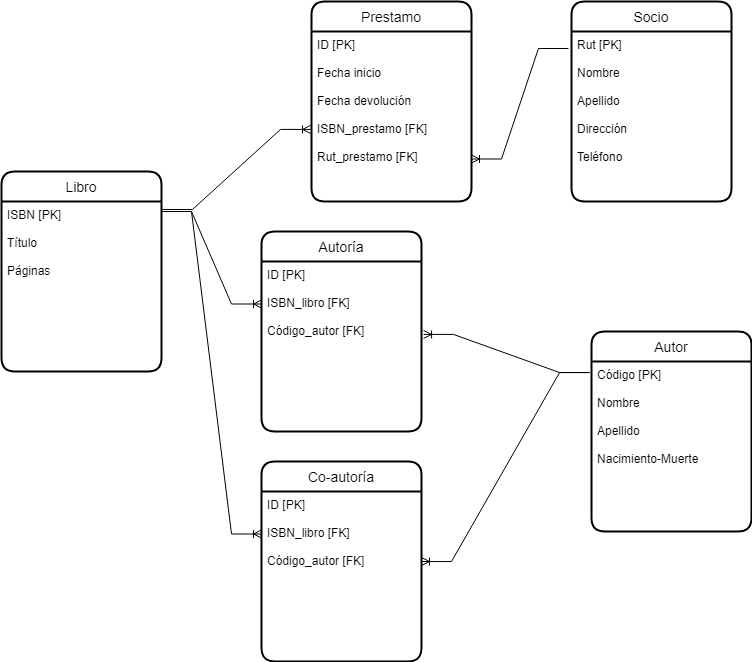 Prestamo
ID [PK]
Fecha inicio
Fecha devolución
ISBN_prestamo [FK]
Rut_prestamo [FK]
Socio
Rut [PK]
Nombre
Apellido
Dirección
Teléfono
Libro
ISBN [PK]
Título
Páginas
Autoría
ID [PK]
ISBN_libro [FK]
Código_autor [FK]
Autor
Código [PK]
Nombre
Apellido
Nacimiento-Muerte
Co-autoría
ID [PK]
ISBN_libro [FK]
Código_autor [FK]